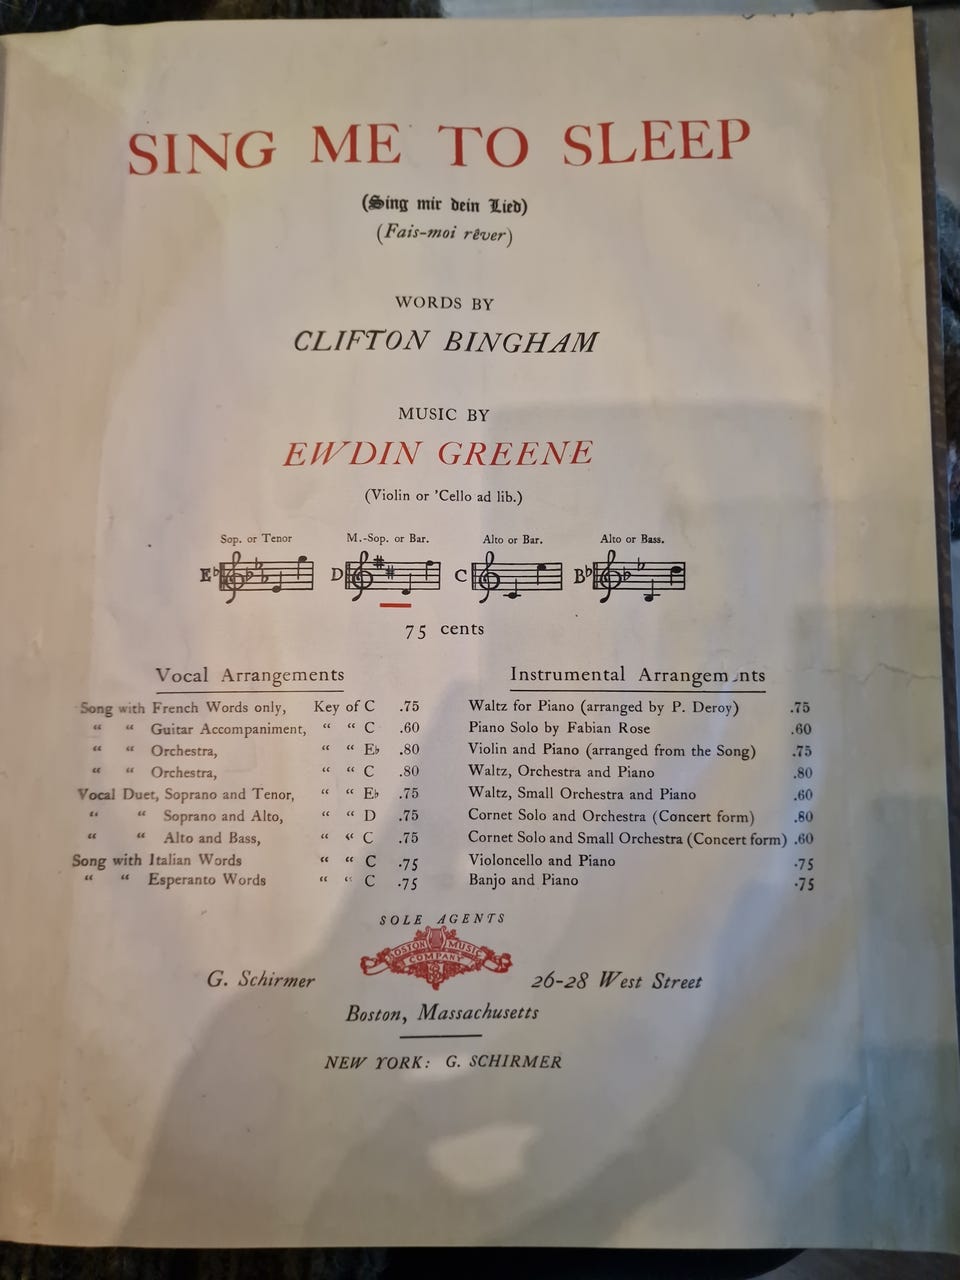 SING ME TO SLEEP
(Sing mir dein Lied)
(Fais-moi rêver)
WORDS BY
CLIFTON BINGHAM
MUSIC BY
EWDIN GREENE
(Violin or 'Cello ad lib.)
Sop. or Tenor M.-Sop. or Bar. Alto or Bar. Alto or Bass.
E♭ D C B♭
75 cents
Vocal Arrangements
Song with French Words only, Key of C .75
“ “ Guitar Accompaniment, “ “ C .60
“ “ Orchestra, “ “ E♭ .80
“ “ Orchestra, “ “ C .80
Vocal Duet, Soprano and Tenor, “ “ E♭ .75
“ “ Soprano and Alto, “ “ D .75
“ “ Alto and Bass, “ “ C .75
Song with Italian Words “ “ C .75
“ “ Esperanto Words “ “ C .75
Instrumental Arrangements
Waltz for Piano (arranged by P. Deroy) .75
Piano Solo by Fabian Rose .60
Violin and Piano (arranged from the Song) .75
Waltz, Orchestra and Piano .80
Waltz, Small Orchestra and Piano .60
Cornet Solo and Orchestra (Concert form) .80
Cornet Solo and Small Orchestra (Concert form) .60
Violoncello and Piano .75
Banjo and Piano .75
SOLE AGENTS
BOSTON MUSIC
COMPANY
G. Schirmer 26-28 West Street
Boston, Massachusetts
NEW YORK: G. SCHIRMER